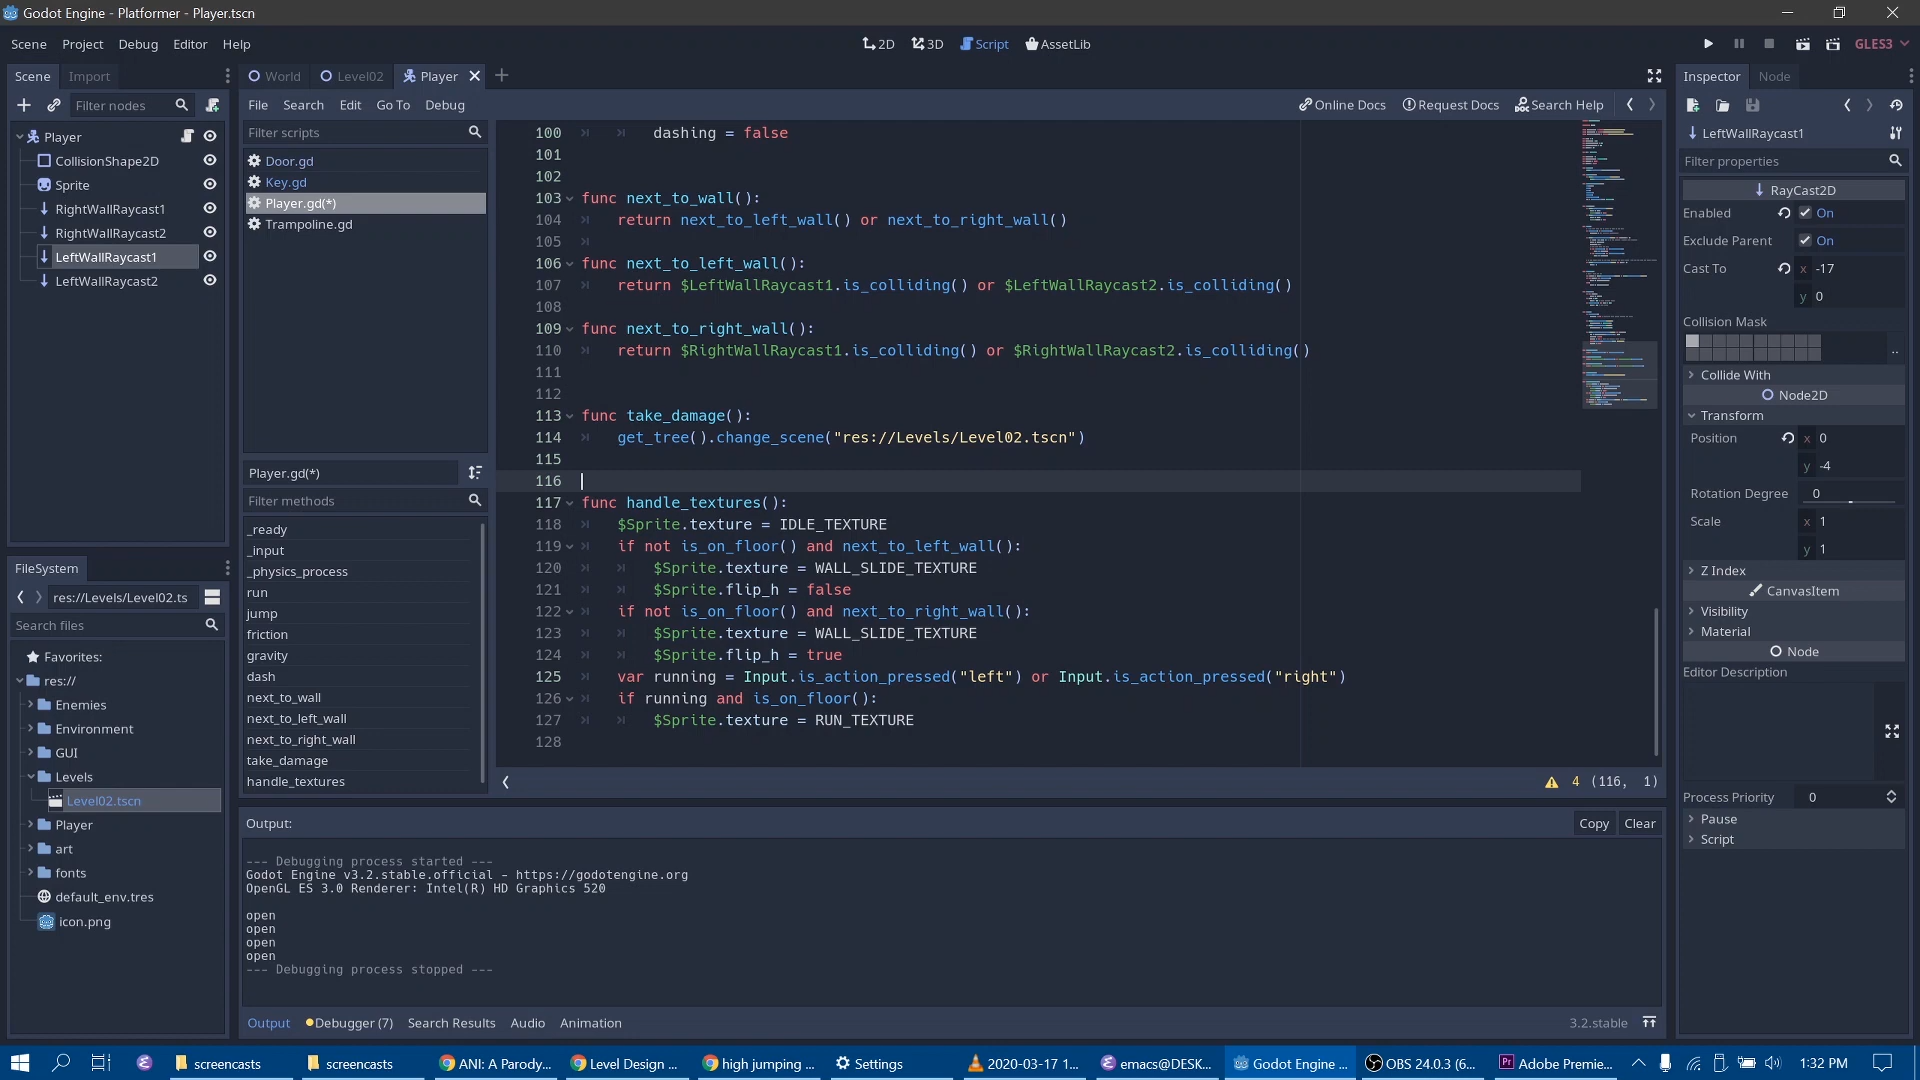 Godot Engine - Platformer - Player.tscn
Scene Project Debug Editor Help
2D 3D Script AssetLib
GLES3
Scene Import
World Level02 Player
Inspector Node
Filter nodes
File Search Edit Go To Debug
Online Docs Request Docs Search Help
Player
CollisionShape2D
Sprite
RightWallRaycast1
RightWallRaycast2
LeftWallRaycast1
LeftWallRaycast2
Filter scripts
Door.gd
Key.gd
Player.gd(*)
Trampoline.gd
Player.gd(*)
Filter methods
_ready
_input
_physics_process
run
jump
friction
gravity
dash
next_to_wall
next_to_left_wall
next_to_right_wall
take_damage
handle_textures
100 dashing = false
101
102
103 func next_to_wall():
104 return next_to_left_wall() or next_to_right_wall()
105
106 func next_to_left_wall():
107 return $LeftWallRaycast1.is_colliding() or $LeftWallRaycast2.is_colliding()
108
109 func next_to_right_wall():
110 return $RightWallRaycast1.is_colliding() or $RightWallRaycast2.is_colliding()
111
112
113 func take_damage():
114 get_tree().change_scene("res://Levels/Level02.tscn")
115
116
117 func handle_textures():
118 $Sprite.texture = IDLE_TEXTURE
119 if not is_on_floor() and next_to_left_wall():
120 $Sprite.texture = WALL_SLIDE_TEXTURE
121 $Sprite.flip_h = false
122 if not is_on_floor() and next_to_right_wall():
123 $Sprite.texture = WALL_SLIDE_TEXTURE
124 $Sprite.flip_h = true
125 var running = Input.is_action_pressed("left") or Input.is_action_pressed("right")
126 if running and is_on_floor():
127 $Sprite.texture = RUN_TEXTURE
128
4 (116, 1)
LeftWallRaycast1
Filter properties
RayCast2D
Enabled On
Exclude Parent On
Cast To x -17
y 0
Collision Mask
..
Collide With
Node2D
Transform
Position x 0
y -4
Rotation Degree 0
Scale x 1
y 1
Z Index
CanvasItem
Visibility
Material
Node
Editor Description
Process Priority 0
Pause
Script
FileSystem
res://Levels/Level02.ts
Search files
Favorites:
res://
Enemies
Environment
GUI
Levels
Level02.tscn
Player
art
fonts
default_env.tres
icon.png
Output: Copy Clear
--- Debugging process started ---
Godot Engine v3.2.stable.official - https://godotengine.org
OpenGL ES 3.0 Renderer: Intel(R) HD Graphics 520
open
open
open
open
--- Debugging process stopped ---
Output Debugger (7) Search Results Audio Animation 3.2.stable
screencasts screencasts ANI: A Parody... Level Design ... high jumping ... Settings 2020-03-17 1... emacs@DESK... Godot Engine ... OBS 24.0.3 (6... Adobe Premie... 1:32 PM